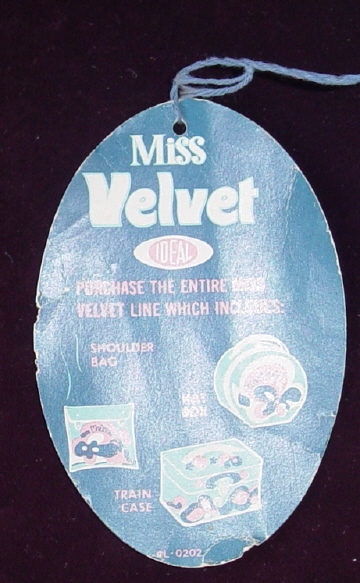 Miss
Velvet
IDEAL
PURCHASE THE ENTIRE MISS
VELVET LINE WHICH INCLUDES:
SHOULDER
BAG
HAT
BOX
TRAIN
CASE
GL-0202